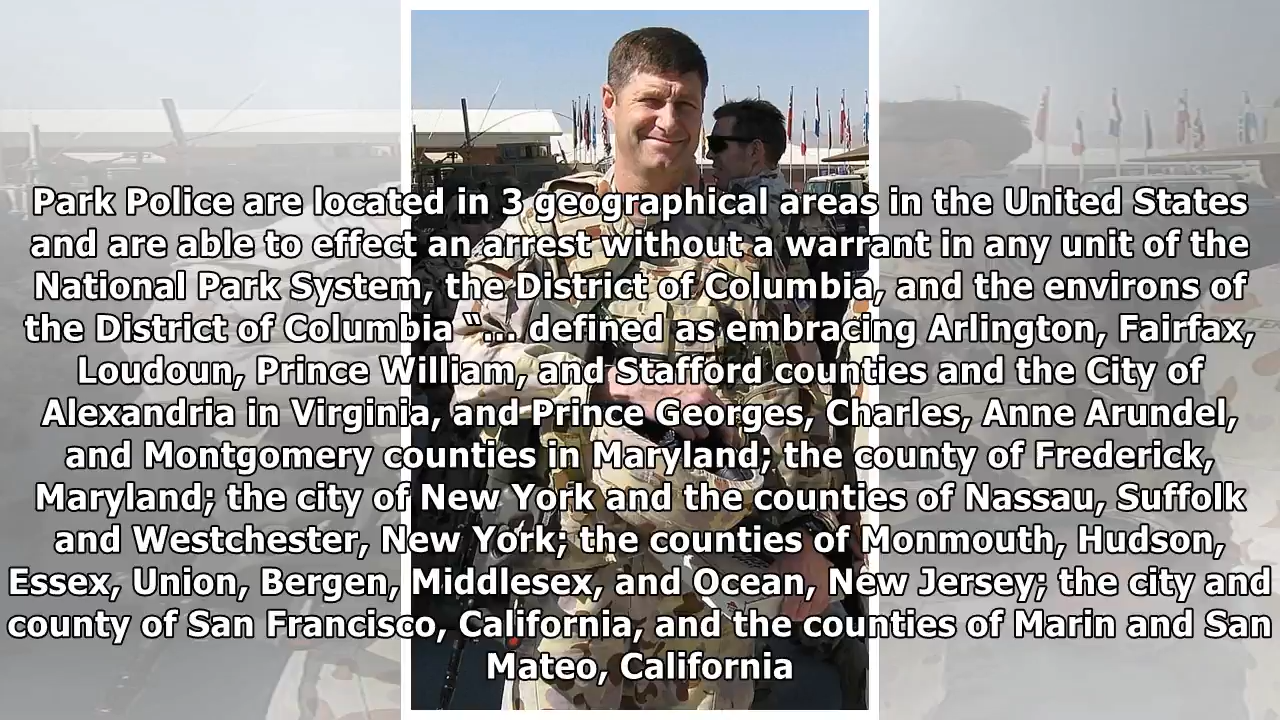 Park Police are located in 3 geographical areas in the United States
and are able to effect an arrest without a warrant in any unit of the
National Park System, the District of Columbia, and the environs of
the District of Columbia “... defined as embracing Arlington, Fairfax,
Loudoun, Prince William, and Stafford counties and the City of
Alexandria in Virginia, and Prince Georges, Charles, Anne Arundel,
and Montgomery counties in Maryland; the county of Frederick,
Maryland; the city of New York and the counties of Nassau, Suffolk
and Westchester, New York; the counties of Monmouth, Hudson,
Essex, Union, Bergen, Middlesex, and Ocean, New Jersey; the city and
county of San Francisco, California, and the counties of Marin and San
Mateo, California